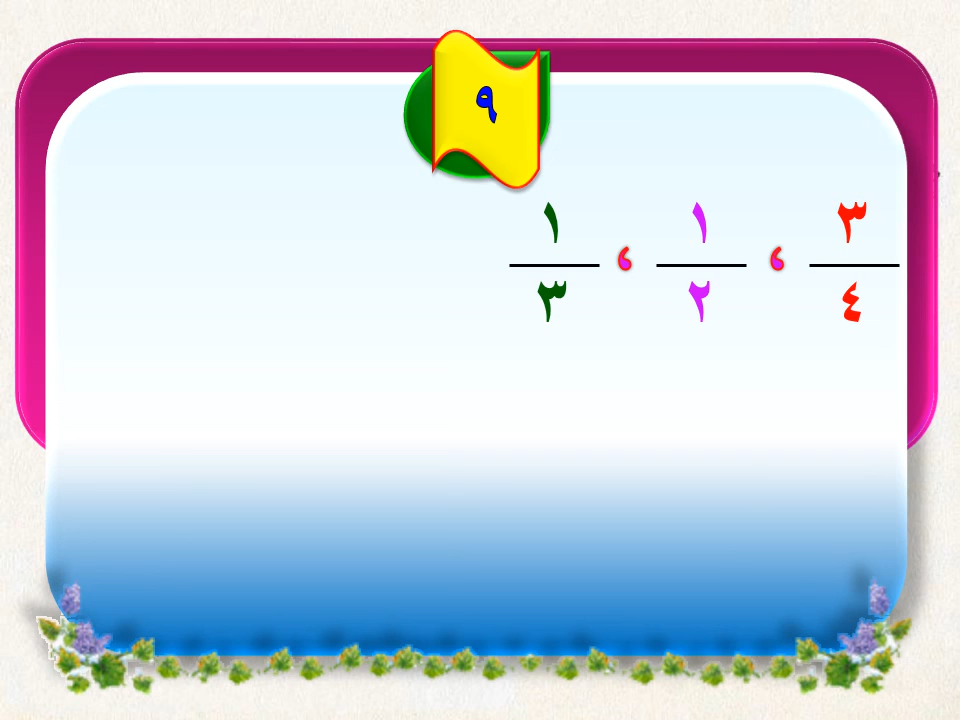 ٩
٣ ١ ١
، ،
٤ ٢ ٣